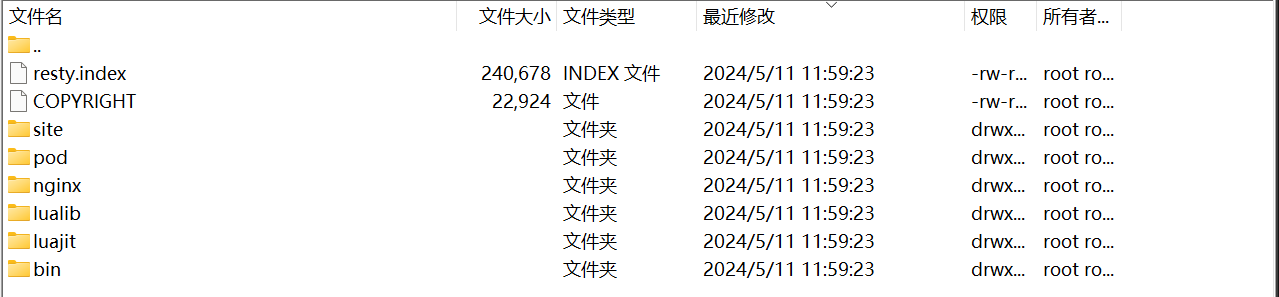 文件名 文件大小 文件类型 最近修改 权限 所有者...
..
resty.index 240,678 INDEX 文件 2024/5/11 11:59:23 -rw-r... root ro...
COPYRIGHT 22,924 文件 2024/5/11 11:59:23 -rw-r... root ro...
site 文件夹 2024/5/11 11:59:23 drwx... root ro...
pod 文件夹 2024/5/11 11:59:23 drwx... root ro...
nginx 文件夹 2024/5/11 11:59:23 drwx... root ro...
lualib 文件夹 2024/5/11 11:59:23 drwx... root ro...
luajit 文件夹 2024/5/11 11:59:23 drwx... root ro...
bin 文件夹 2024/5/11 11:59:23 drwx... root ro...